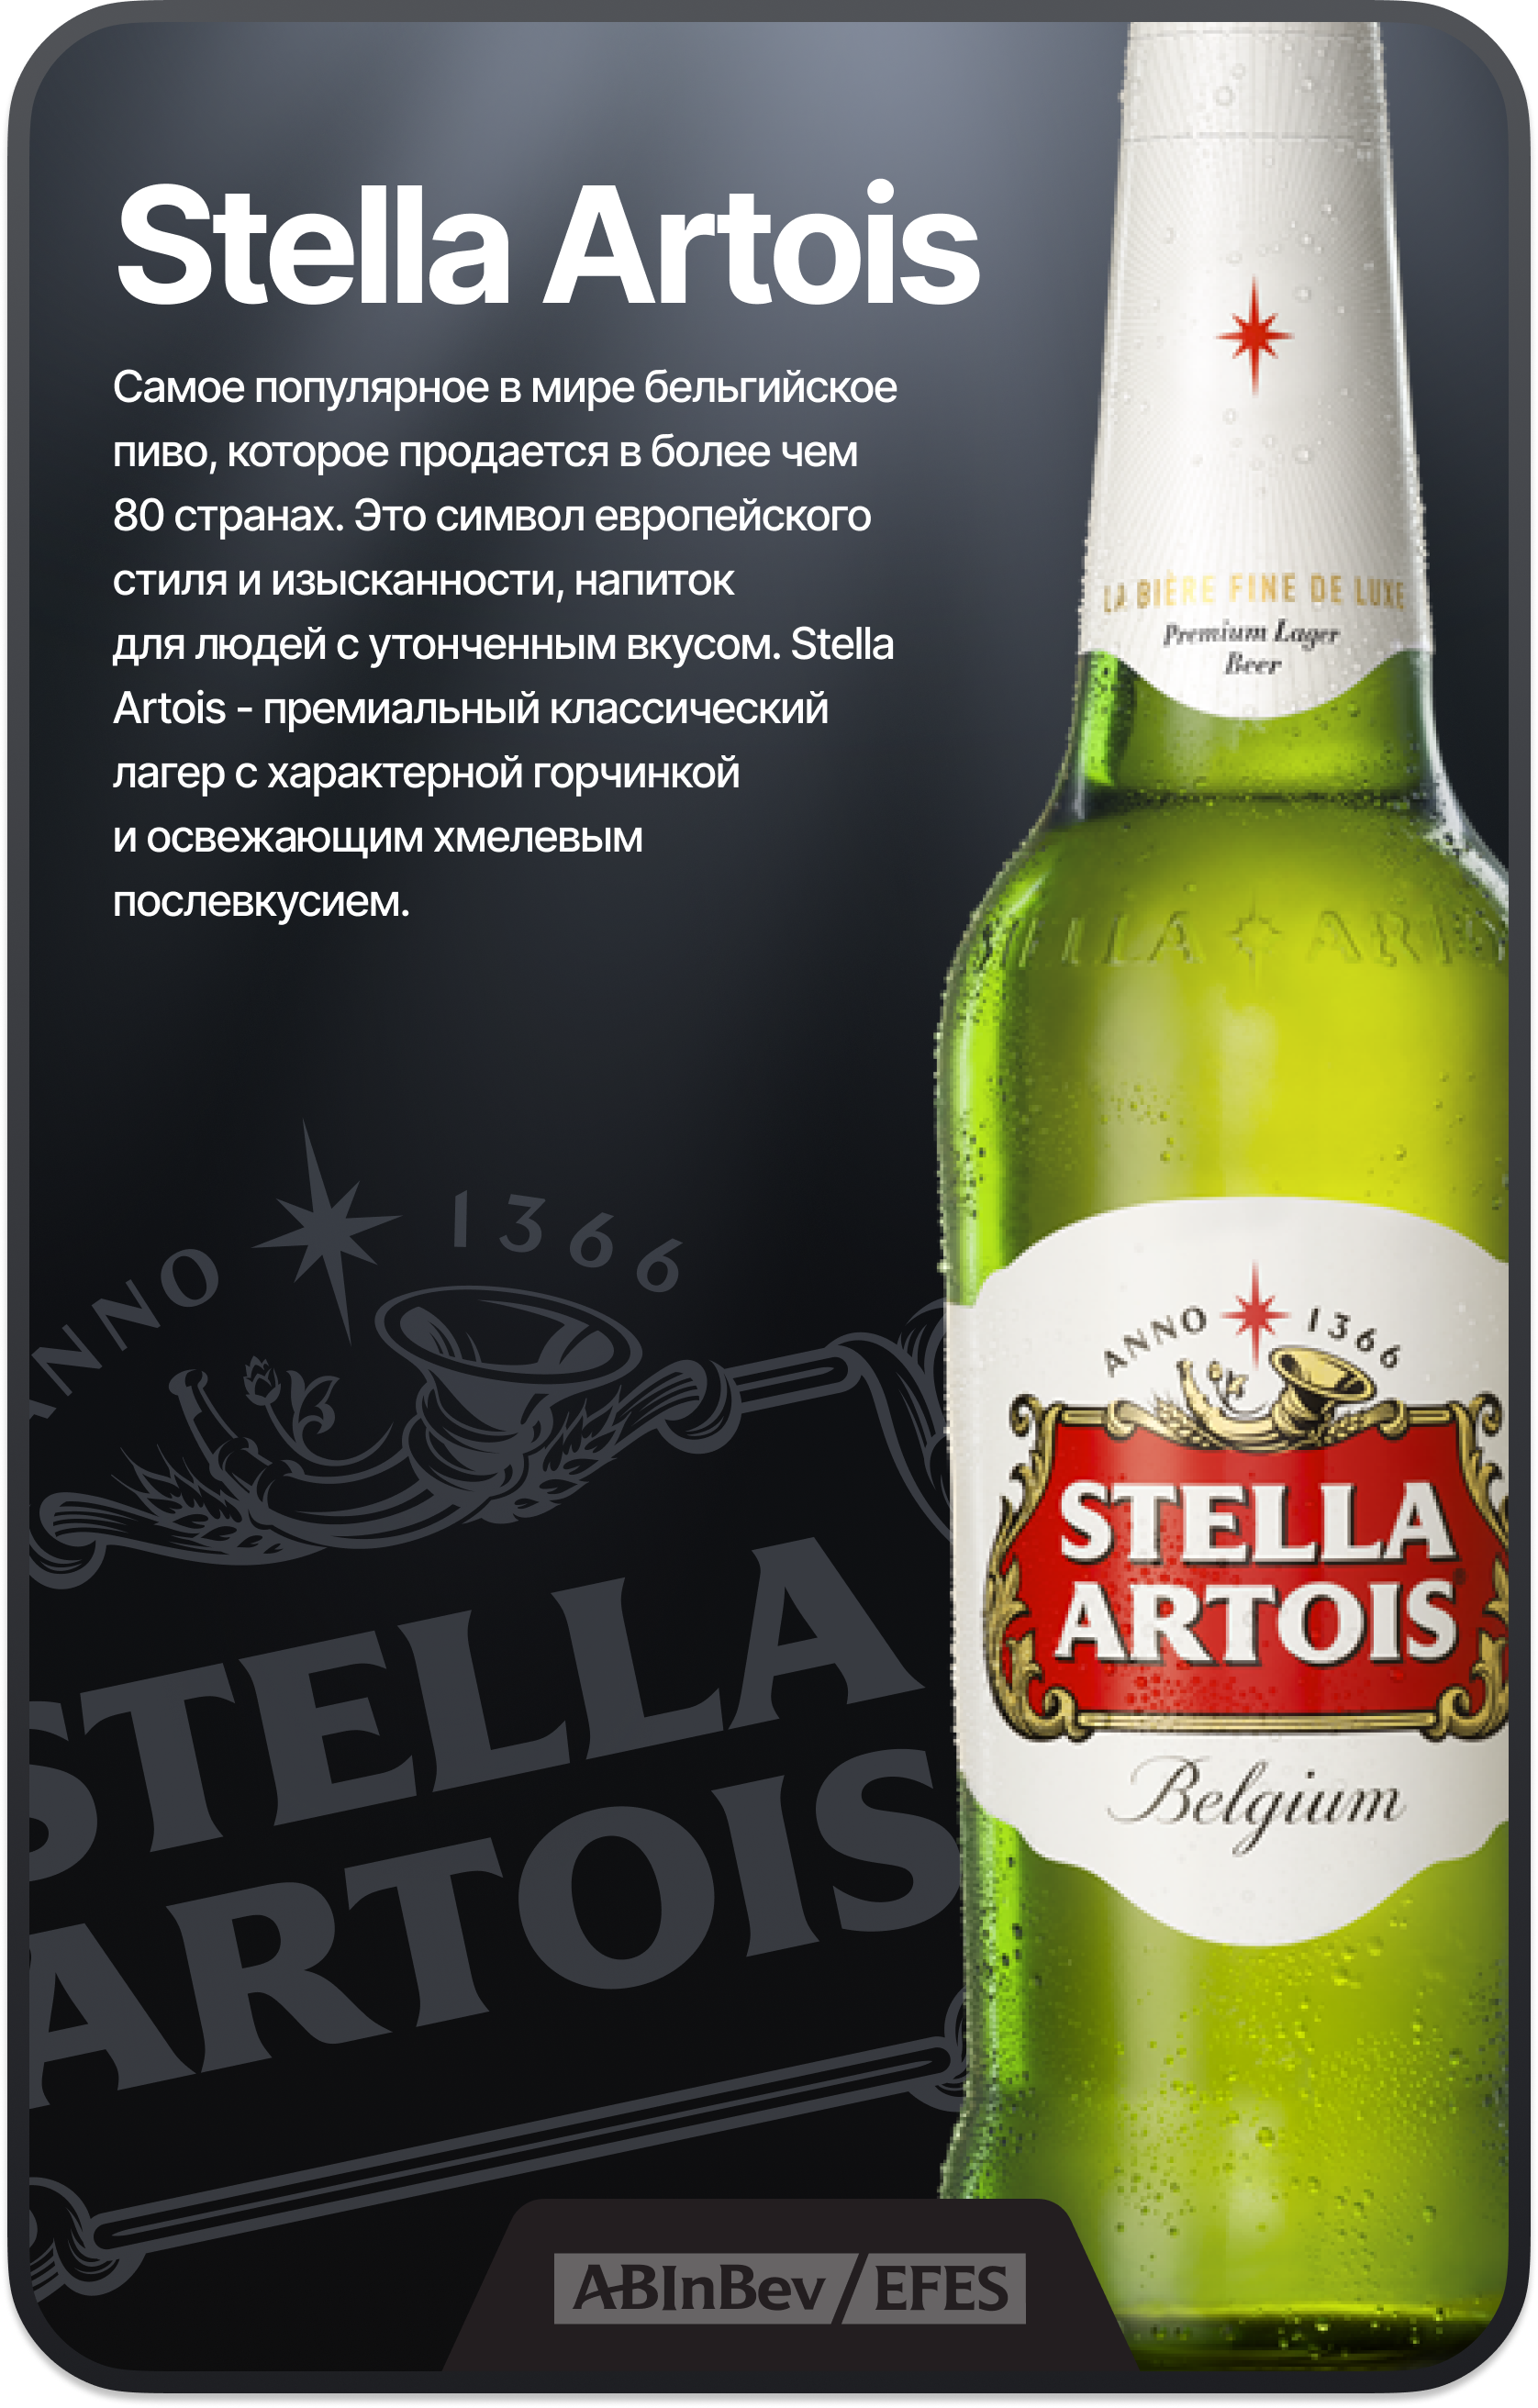 Stella Artois
Самое популярное в мире бельгийское
пиво, которое продается в более чем
80 странах. Это символ европейского
стиля и изысканности, напиток
для людей с утонченным вкусом. Stella
Artois - премиальный классический
лагер с характерной горчинкой
и освежающим хмелевым
послевкусием.
LA BIÈRE FINE DE LUXE
Premium Lager
Beer
STELLA ARTO
ANNO 1366
STELLA
ARTOIS
Belgium
ANNO 1366
STELLA
ARTOIS
ABInBev/EFES